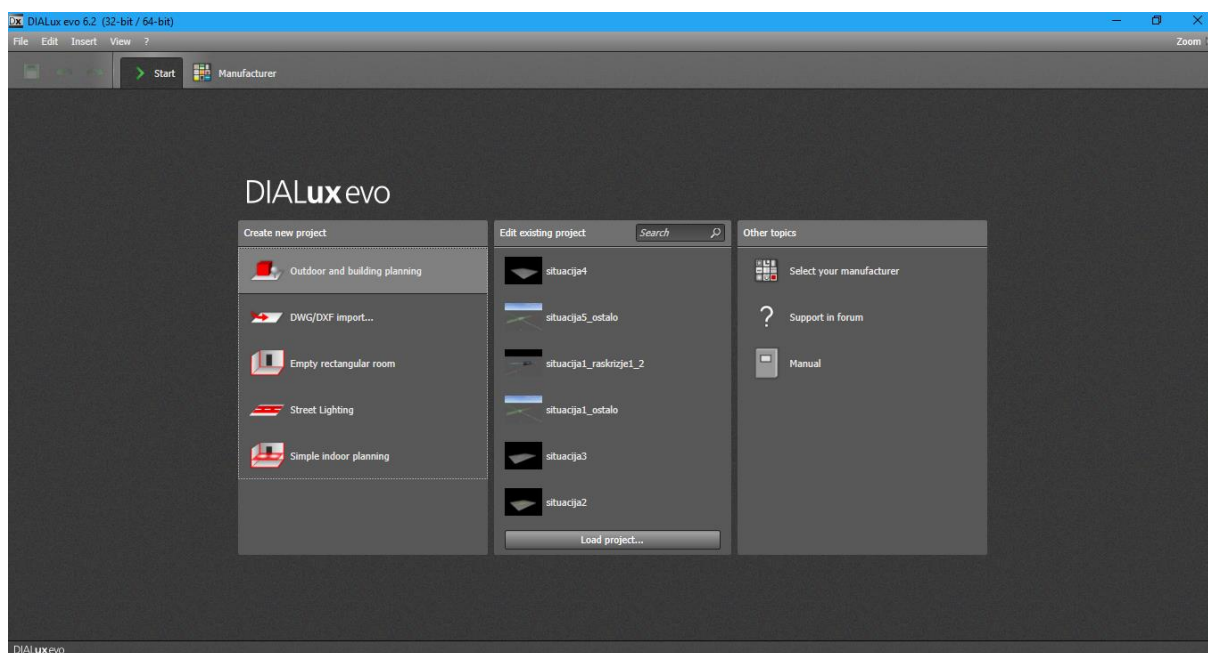 DIALux evo 6.2 (32-bit / 64-bit)
File Edit Insert View ?
Zoom
Start
Manufacturer
DIALux evo
Create new project
Outdoor and building planning
DWG/DXF import...
Empty rectangular room
Street Lighting
Simple indoor planning
Edit existing project
Search
situacija4
situacija5_ostalo
situacija1_raskrizje1_2
situacija1_ostalo
situacija3
situacija2
Load project...
Other topics
Select your manufacturer
Support in forum
Manual
DIALux evo